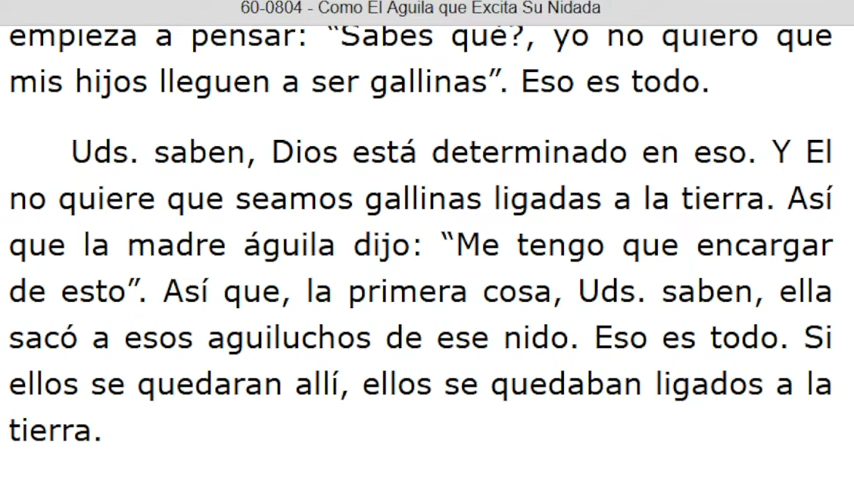 60-0804 - Como El Aguila que Excita Su Nidada
empieza a pensar: “Sabes qué?, yo no quiero que
mis hijos lleguen a ser gallinas”. Eso es todo.
Uds. saben, Dios está determinado en eso. Y El
no quiere que seamos gallinas ligadas a la tierra. Así
que la madre águila dijo: “Me tengo que encargar
de esto”. Así que, la primera cosa, Uds. saben, ella
sacó a esos aguiluchos de ese nido. Eso es todo. Si
ellos se quedaran allí, ellos se quedaban ligados a la
tierra.